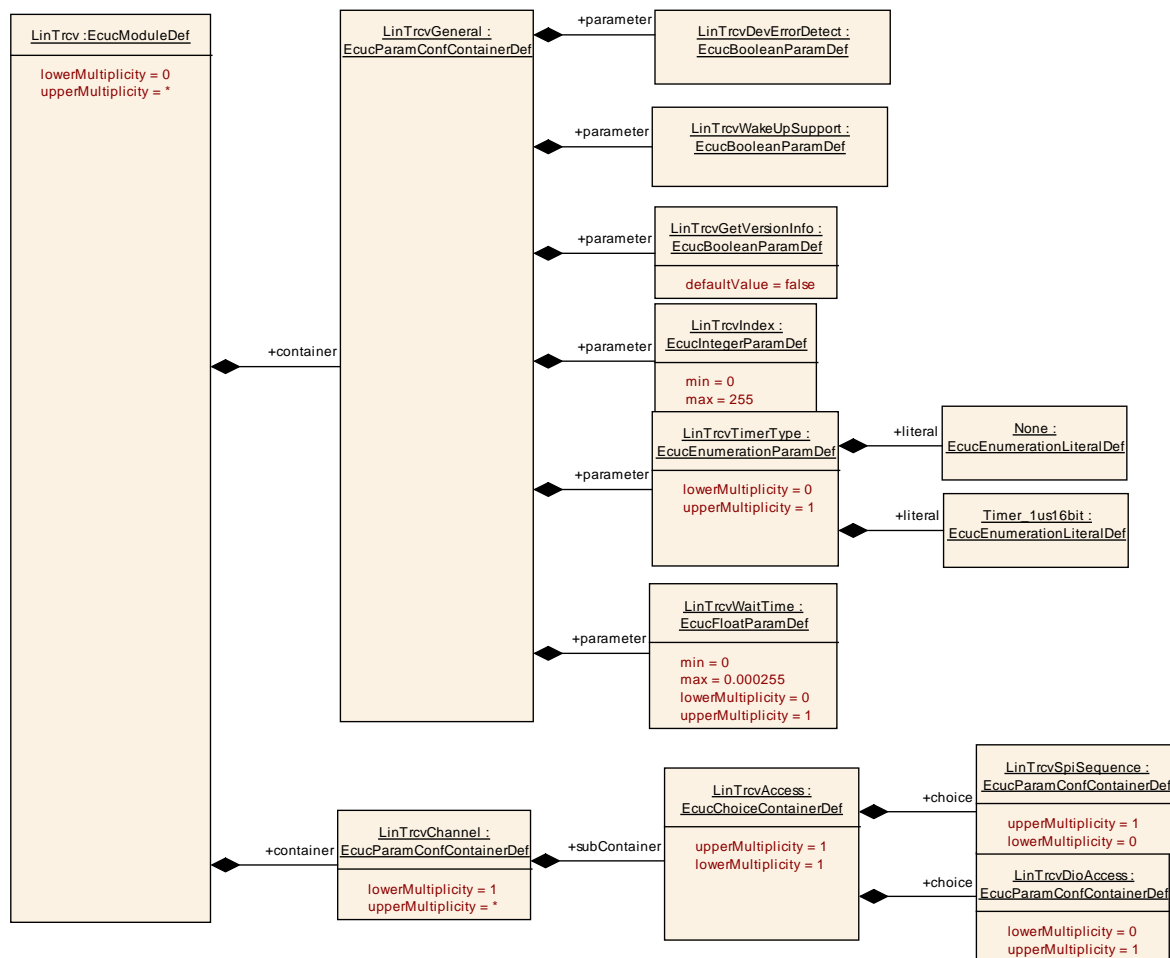 LinTrcv :EcucModuleDef
lowerMultiplicity = 0
upperMultiplicity = *
+container
LinTrcvGeneral :
EcucParamConfContainerDef
+parameter
LinTrcvDevErrorDetect :
EcucBooleanParamDef
+parameter
LinTrcvWakeUpSupport :
EcucBooleanParamDef
+parameter
LinTrcvGetVersionInfo :
EcucBooleanParamDef
defaultValue = false
+parameter
LinTrcvIndex :
EcucIntegerParamDef
min = 0
max = 255
+parameter
LinTrcvTimerType :
EcucEnumerationParamDef
lowerMultiplicity = 0
upperMultiplicity = 1
+literal
None :
EcucEnumerationLiteralDef
+literal
Timer_1us16bit :
EcucEnumerationLiteralDef
+parameter
LinTrcvWaitTime :
EcucFloatParamDef
min = 0
max = 0.000255
lowerMultiplicity = 0
upperMultiplicity = 1
+container
LinTrcvChannel :
EcucParamConfContainerDef
lowerMultiplicity = 1
upperMultiplicity = *
+subContainer
LinTrcvAccess :
EcucChoiceContainerDef
upperMultiplicity = 1
lowerMultiplicity = 1
+choice
LinTrcvSpiSequence :
EcucParamConfContainerDef
upperMultiplicity = 1
lowerMultiplicity = 0
+choice
LinTrcvDioAccess:
EcucParamConfContainerDef
lowerMultiplicity = 0
upperMultiplicity = 1